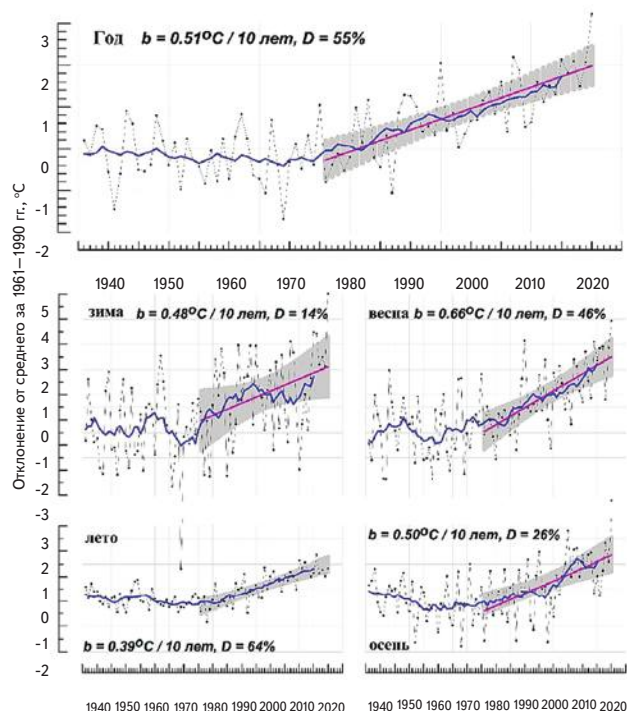 Год b = 0.51ºC / 10 лет, D = 55%
3
2
1
0
-1
-2
1940 1950 1960 1970 1980 1990 2000 2010 2020
Отклонение от среднего за 1961–1990 гг., °C
зима b = 0.48ºC / 10 лет, D = 14%
весна b = 0.66ºC / 10 лет, D = 46%
5
4
3
2
1
0
-1
-2
-3
лето
b = 0.39ºC / 10 лет, D = 64%
b = 0.50ºC / 10 лет, D = 26%
осень
3
2
1
0
-1
-2
1940 1950 1960 1970 1980 1990 2000 2010 2020
1940 1950 1960 1970 1980 1990 2000 2010 2020